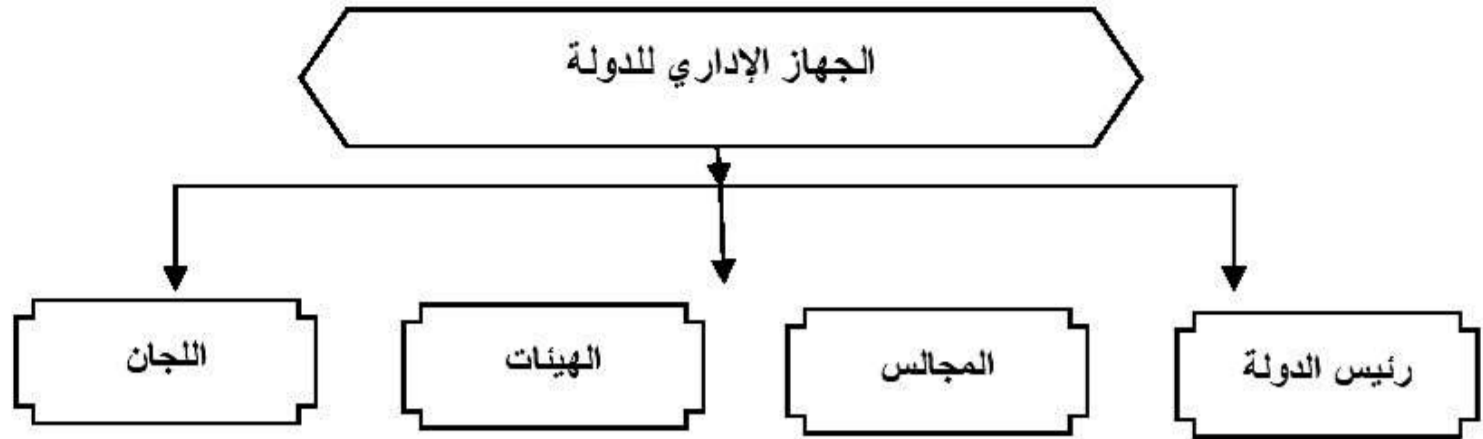 الجهاز الإداري للدولة
رئيس الدولة
المجالس
الهيئات
اللجان